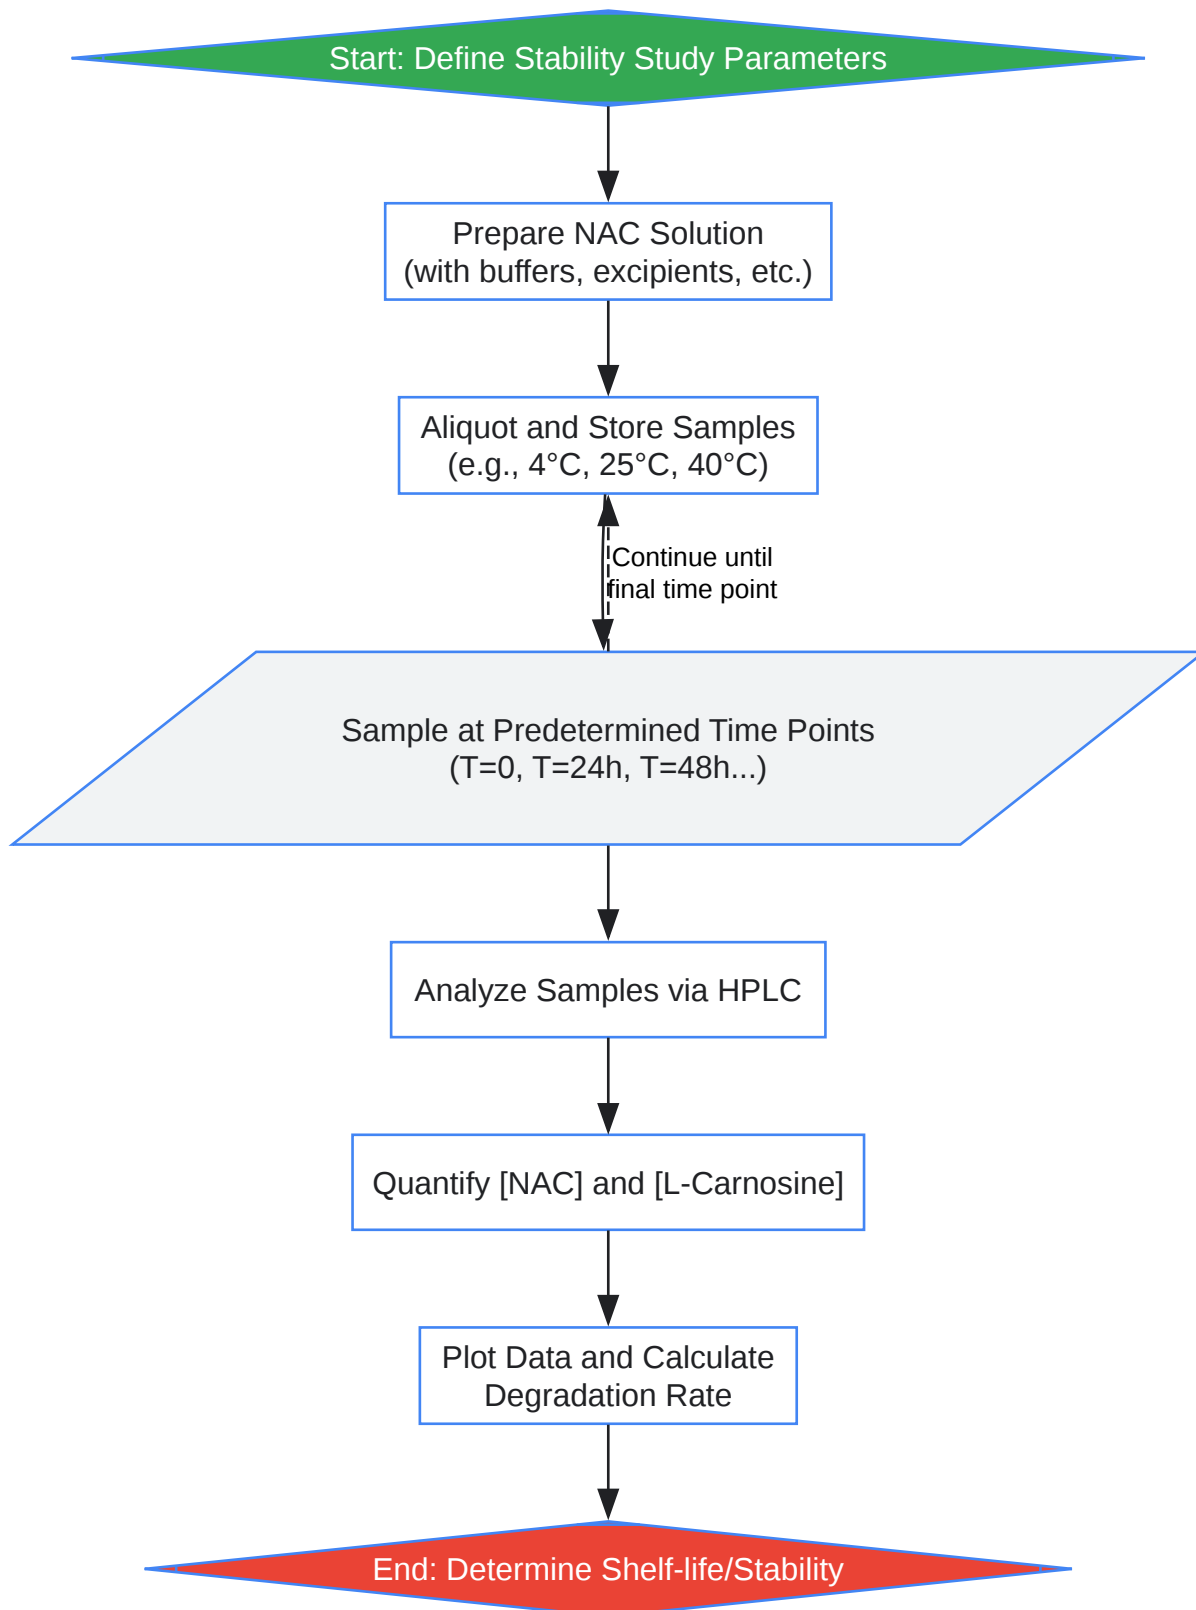 Start: Define Stability Study Parameters
Prepare NAC Solution
(with buffers, excipients, etc.)
Aliquot and Store Samples
(e.g., 4°C, 25°C, 40°C)
Continue until
final time point
Sample at Predetermined Time Points
(T=0, T=24h, T=48h...)
Analyze Samples via HPLC
Quantify [NAC] and [L-Carnosine]
Plot Data and Calculate
Degradation Rate
End: Determine Shelf-life/Stability